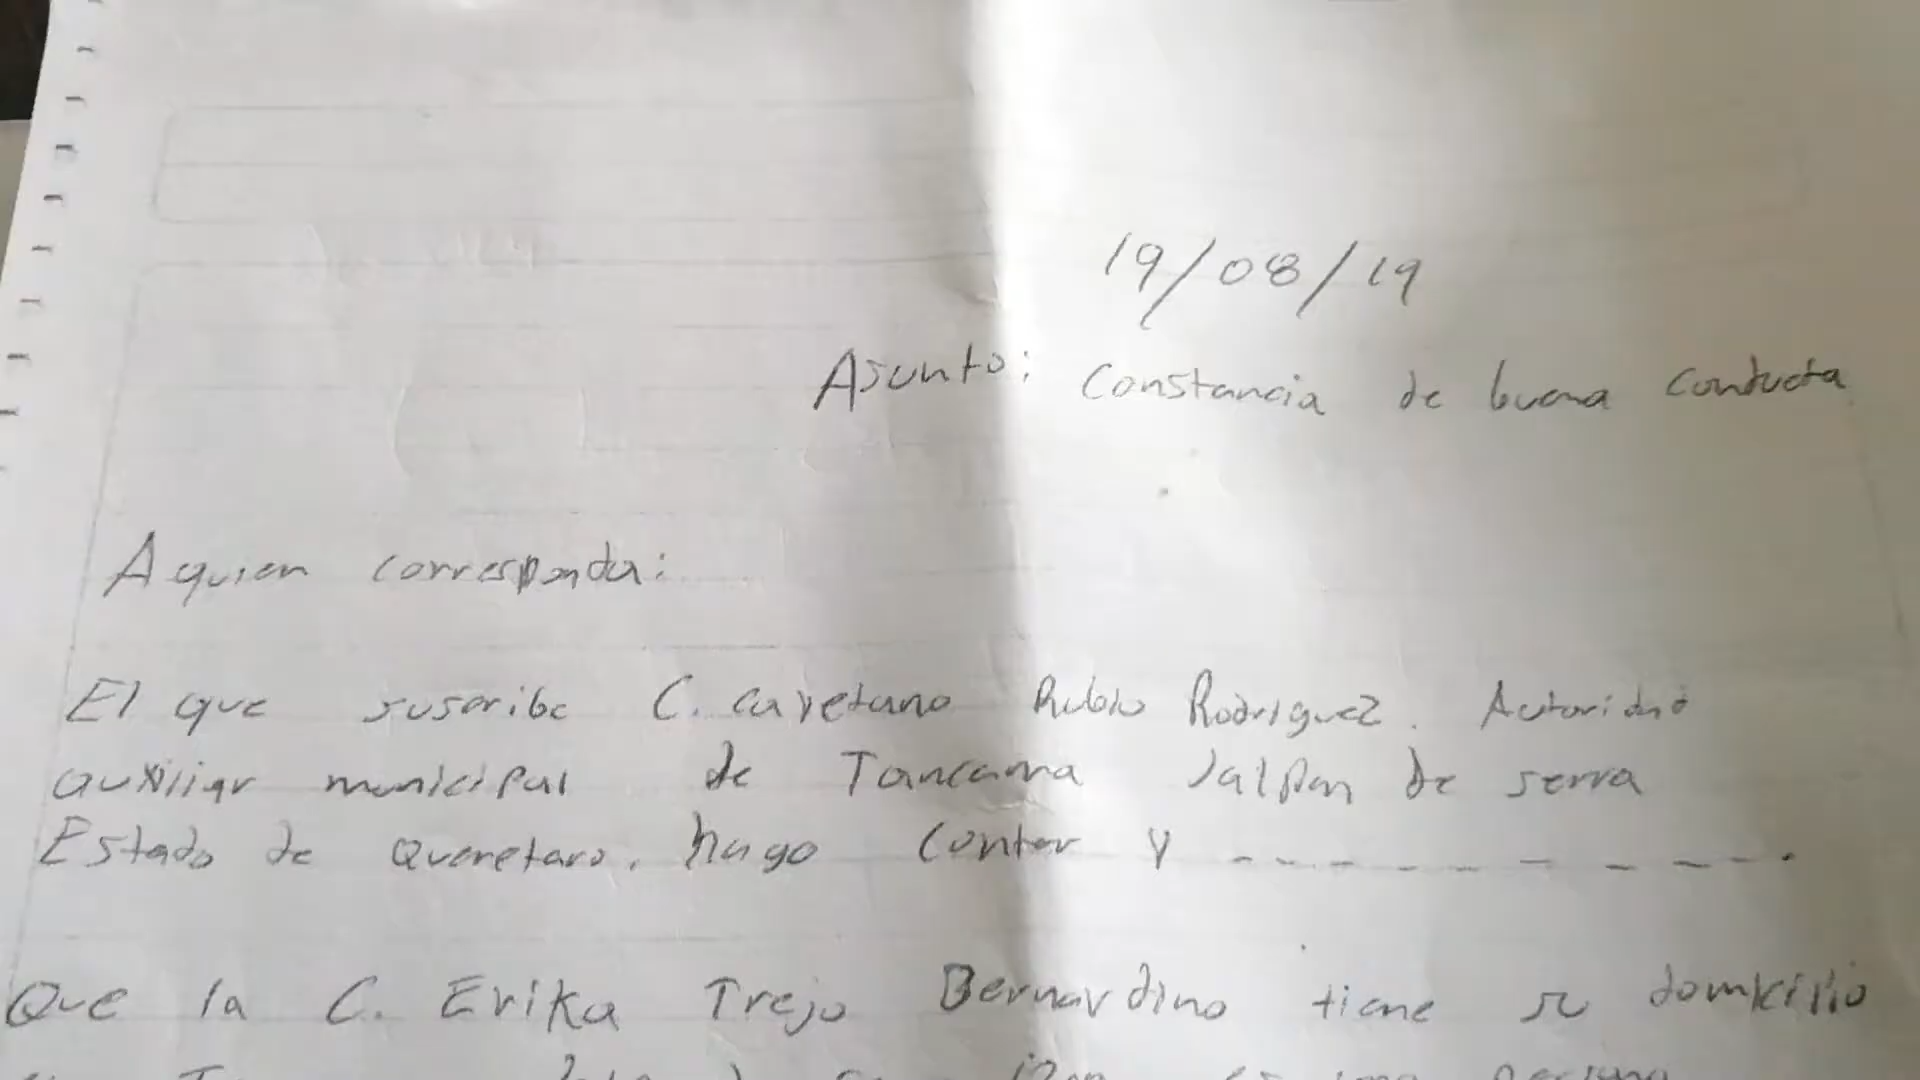 19/08/19
Asunto: Constancia de buena conducta
A quien corresponda:
El que suscribe C. Cayetano Rubio Rodriguez. Autoridad
auxiliar municipal de Tancama Jalpan de serra
Estado de Queretaro. hago contar y _ _ _ _ _ _ _ _ _ .
Que la C. Erika Trejo Bernardino tiene su domicilio